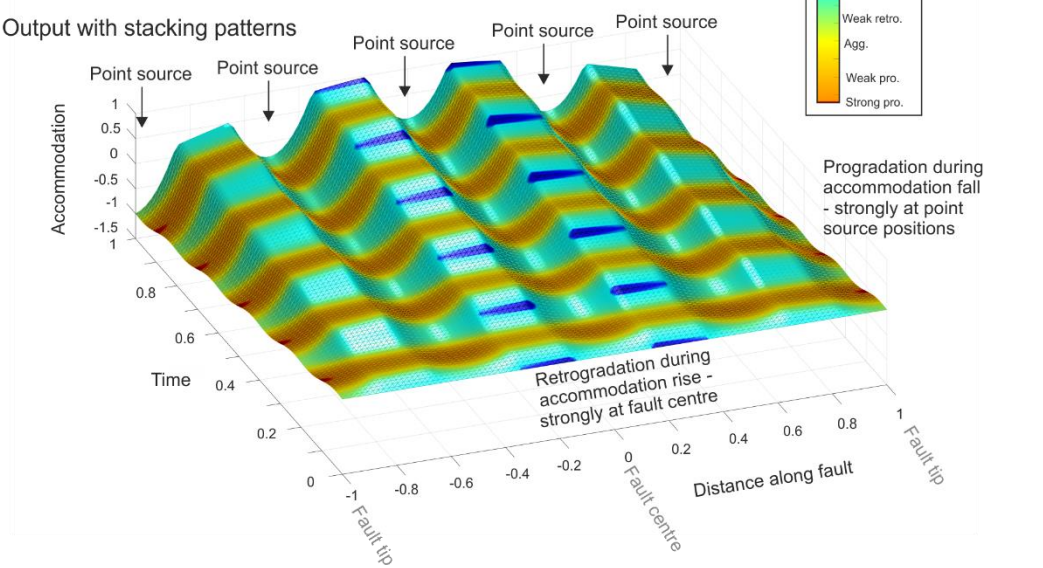 Output with stacking patterns
Point source
Point source
Point source
Point source
Point source
Weak retro.
Agg.
Weak pro.
Strong pro.
Accommodation
1
0.5
0
-0.5
-1
-1.5
Progradation during
accommodation fall
- strongly at point
source positions
Retrogradation during
accommodation rise -
strongly at fault centre
Time
1
0.8
0.6
0.4
0.2
0
-1
-0.8
-0.6
-0.4
-0.2
0
0.2
0.4
0.6
0.8
1
Distance along fault
Fault tip
Fault centre
Fault tip